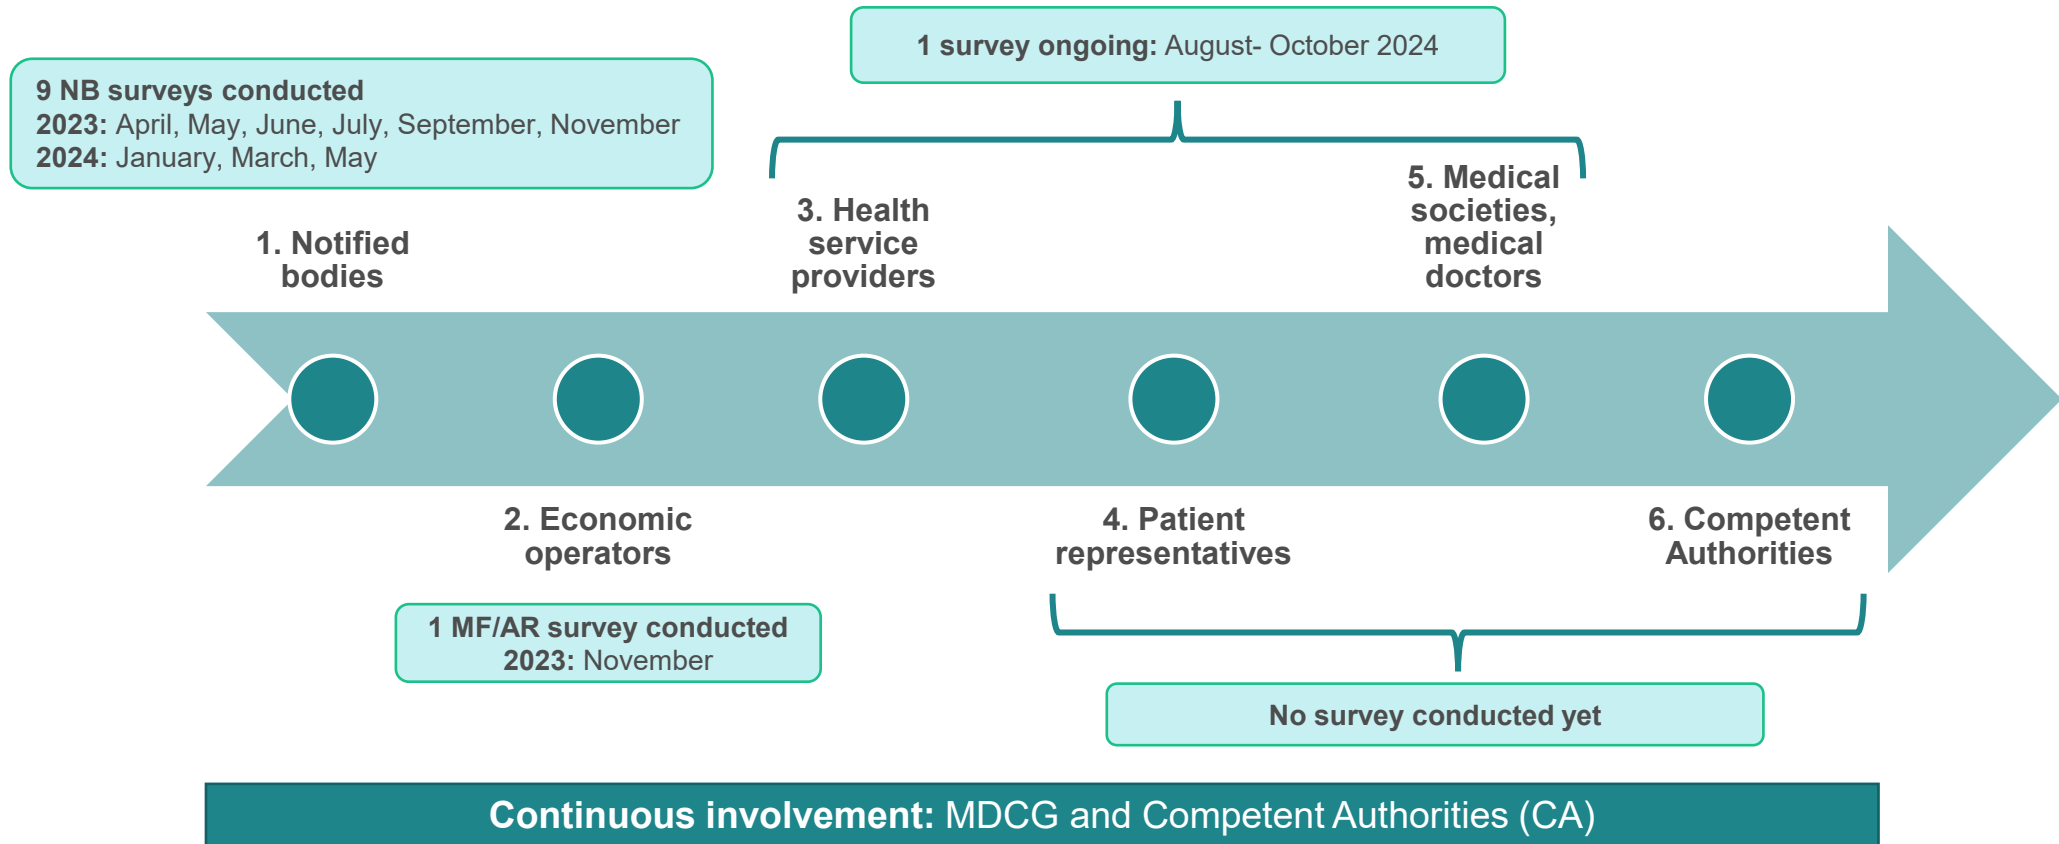 1 survey ongoing: August- October 2024
9 NB surveys conducted
2023: April, May, June, July, September, November
2024: January, March, May
1. Notified
bodies
3. Health
service
providers
5. Medical
societies,
medical
doctors
2. Economic
operators
4. Patient
representatives
6. Competent
Authorities
1 MF/AR survey conducted
2023: November
No survey conducted yet
Continuous involvement: MDCG and Competent Authorities (CA)